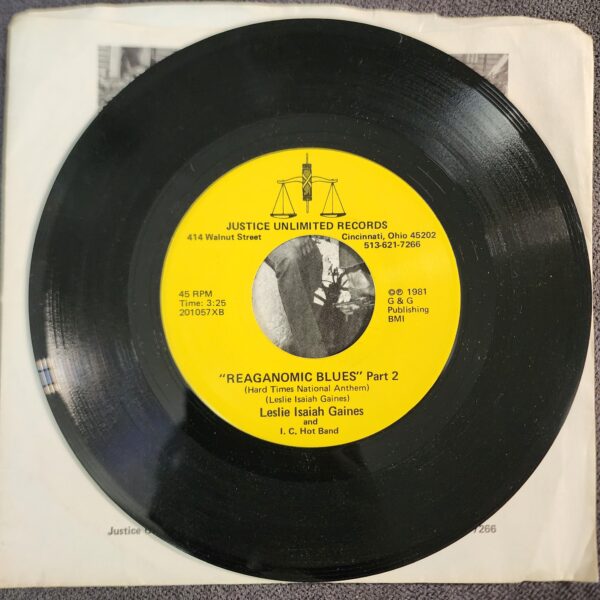 JUSTICE UNLIMITED RECORDS
414 Walnut Street Cincinnati, Ohio 45202
513-621-7266
45 RPM
Time: 3:25
201057XB
©℗ 1981
G & G
Publishing
BMI
"REAGANOMIC BLUES" Part 2
(Hard Times National Anthem)
(Leslie Isaiah Gaines)
Leslie Isaiah Gaines
and
I. C. Hot Band
Justice 7266